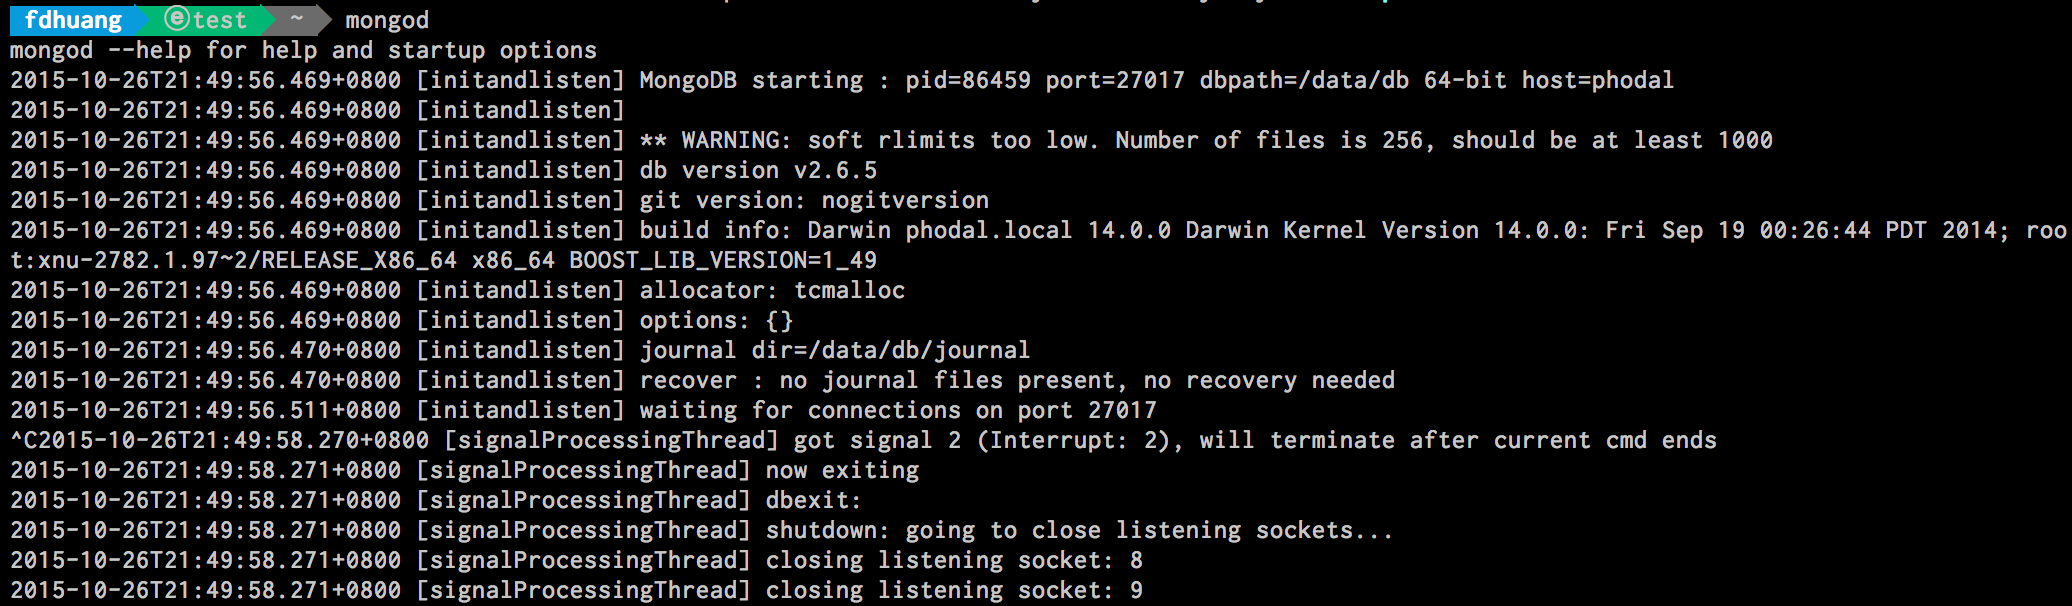 fdhuang ⓔtest ~ mongod
mongod --help for help and startup options
2015-10-26T21:49:56.469+0800 [initandlisten] MongoDB starting : pid=86459 port=27017 dbpath=/data/db 64-bit host=phodal
2015-10-26T21:49:56.469+0800 [initandlisten]
2015-10-26T21:49:56.469+0800 [initandlisten] ** WARNING: soft rlimits too low. Number of files is 256, should be at least 1000
2015-10-26T21:49:56.469+0800 [initandlisten] db version v2.6.5
2015-10-26T21:49:56.469+0800 [initandlisten] git version: nogitversion
2015-10-26T21:49:56.469+0800 [initandlisten] build info: Darwin phodal.local 14.0.0 Darwin Kernel Version 14.0.0: Fri Sep 19 00:26:44 PDT 2014; roo
t:xnu-2782.1.97~2/RELEASE_X86_64 x86_64 BOOST_LIB_VERSION=1_49
2015-10-26T21:49:56.469+0800 [initandlisten] allocator: tcmalloc
2015-10-26T21:49:56.469+0800 [initandlisten] options: {}
2015-10-26T21:49:56.470+0800 [initandlisten] journal dir=/data/db/journal
2015-10-26T21:49:56.470+0800 [initandlisten] recover : no journal files present, no recovery needed
2015-10-26T21:49:56.511+0800 [initandlisten] waiting for connections on port 27017
^C2015-10-26T21:49:58.270+0800 [signalProcessingThread] got signal 2 (Interrupt: 2), will terminate after current cmd ends
2015-10-26T21:49:58.271+0800 [signalProcessingThread] now exiting
2015-10-26T21:49:58.271+0800 [signalProcessingThread] dbexit:
2015-10-26T21:49:58.271+0800 [signalProcessingThread] shutdown: going to close listening sockets...
2015-10-26T21:49:58.271+0800 [signalProcessingThread] closing listening socket: 8
2015-10-26T21:49:58.271+0800 [signalProcessingThread] closing listening socket: 9